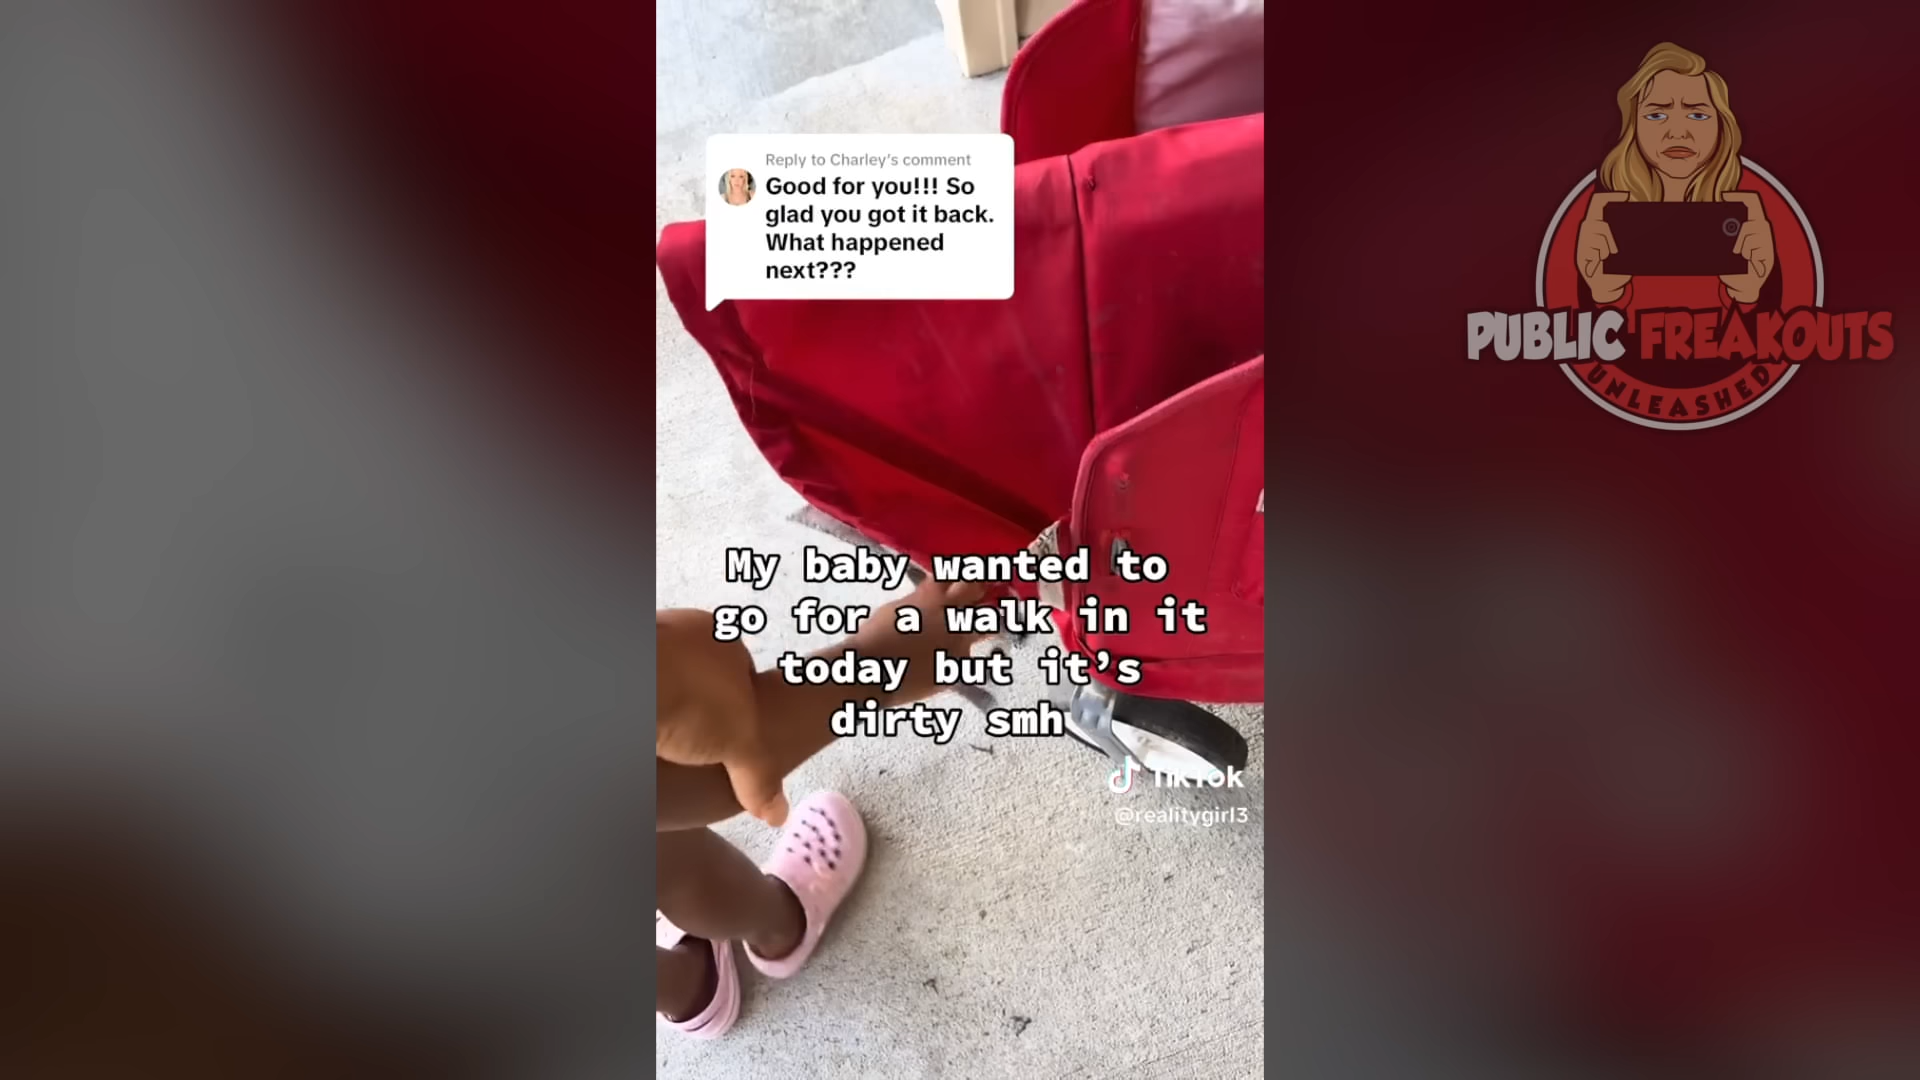 Reply to Charley's comment
Good for you!!! So
glad you got it back.
What happened
next???
My baby wanted to
go for a walk in it
today but it's
dirty smh
TikTok
@realitygirl3
PUBLIC FREAKOUTS
UNLEASHED